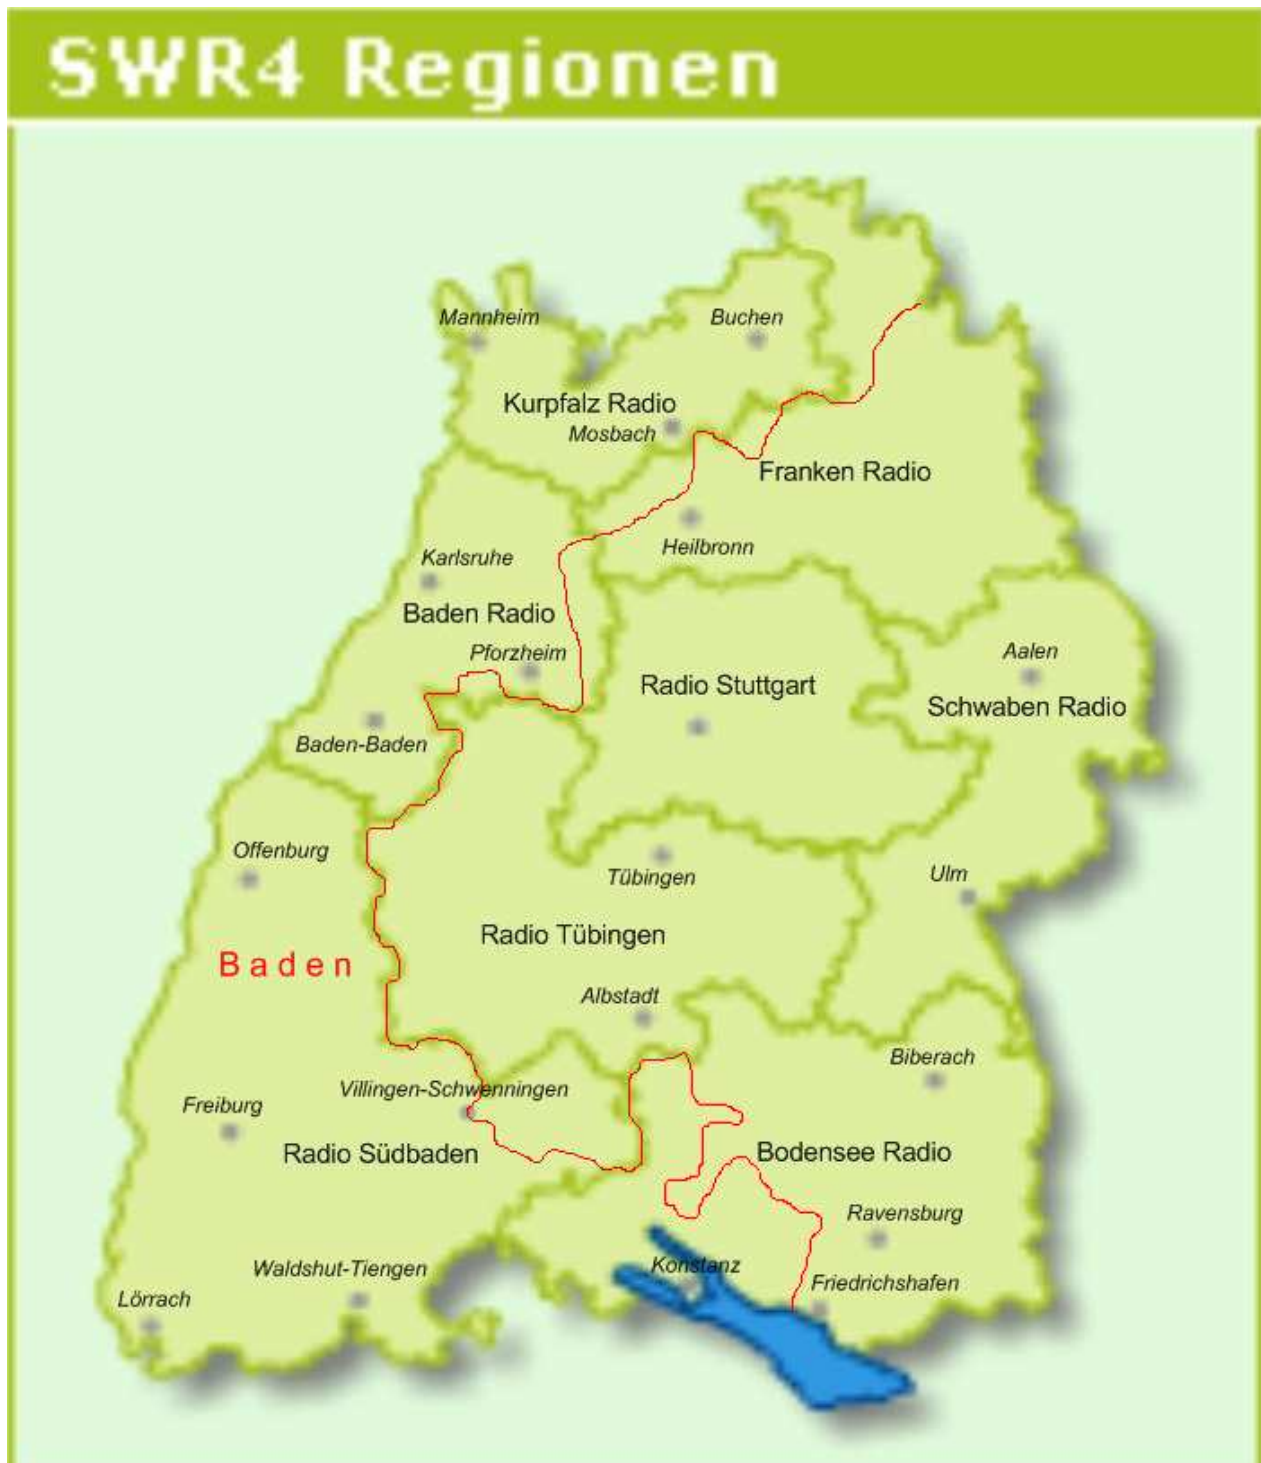 SWR4 Regionen
Mannheim
Buchen
Kurpfalz Radio
Mosbach
Franken Radio
Heilbronn
Karlsruhe
Baden Radio
Pforzheim
Aalen
Radio Stuttgart
Schwaben Radio
Baden-Baden
Offenburg
Tübingen
Ulm
Radio Tübingen
Baden
Albstadt
Biberach
Villingen-Schwenningen
Freiburg
Radio Südbaden
Bodensee Radio
Ravensburg
Konstanz
Waldshut-Tiengen
Friedrichshafen
Lörrach